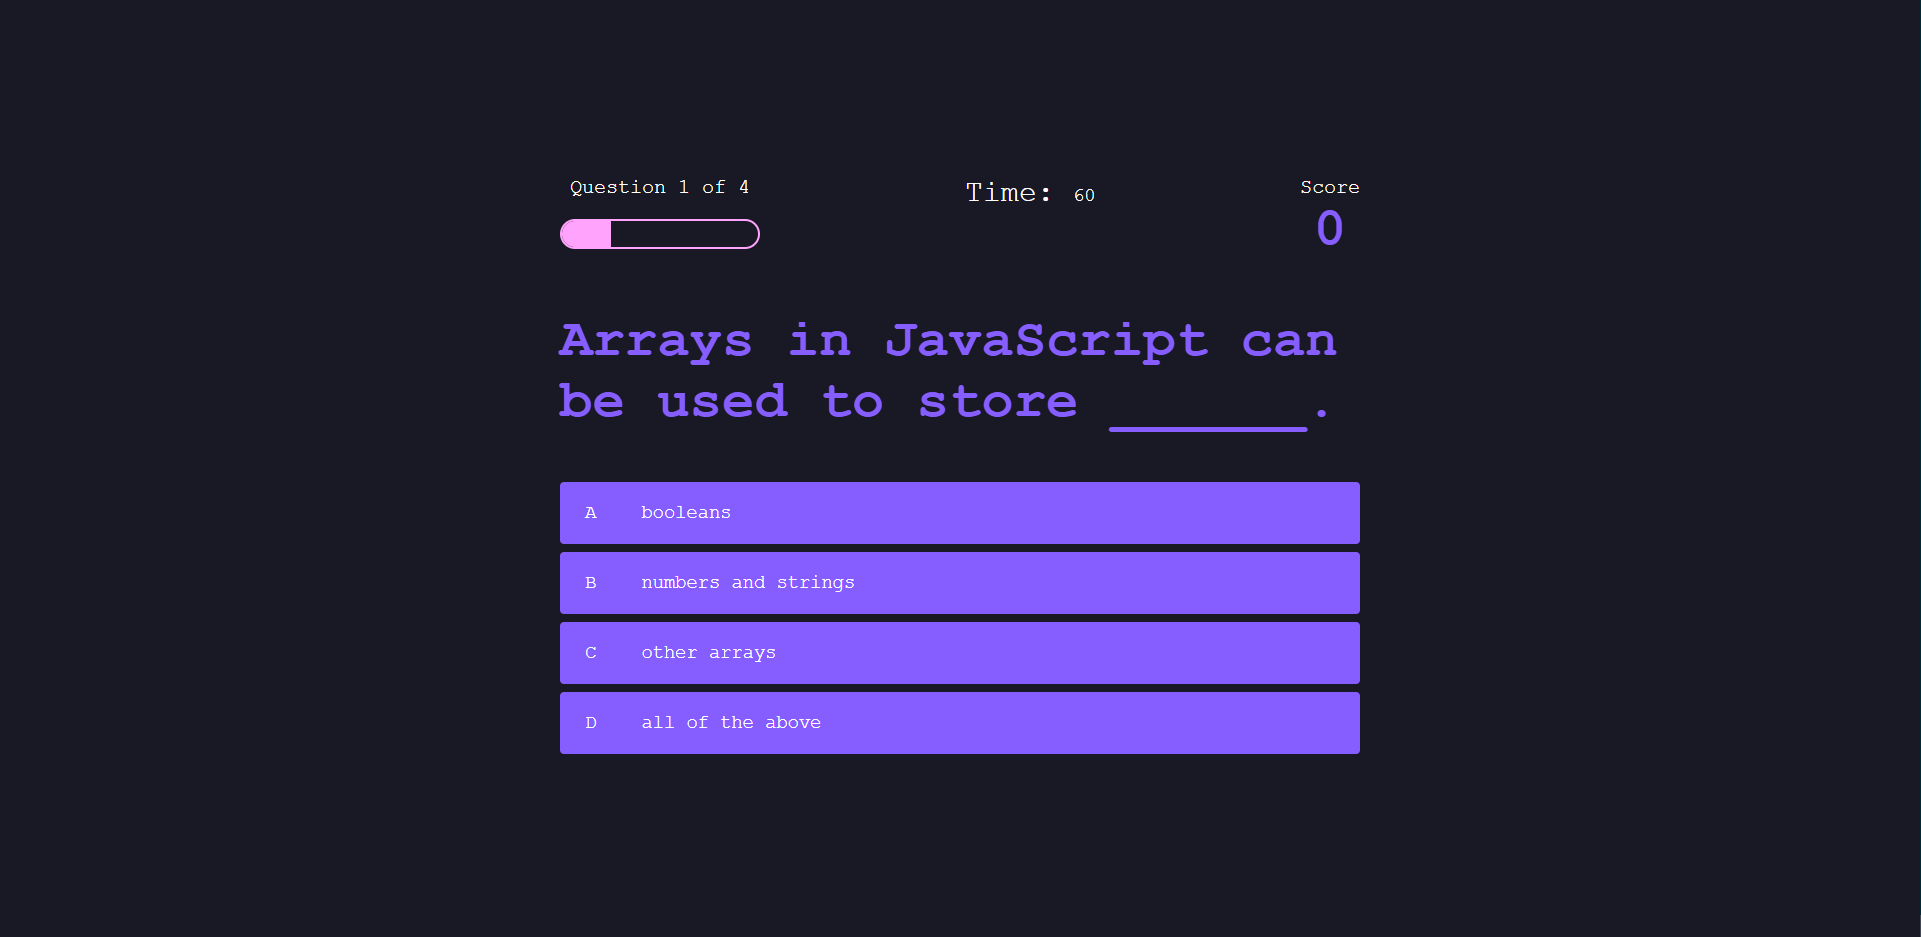 Question 1 of 4
Time: 60
Score
0
Arrays in JavaScript can
be used to store ______.
A booleans
B numbers and strings
C other arrays
D all of the above